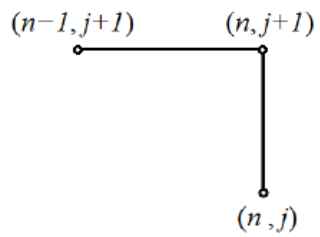 (n−1, j+1) (n, j+1)
(n , j)